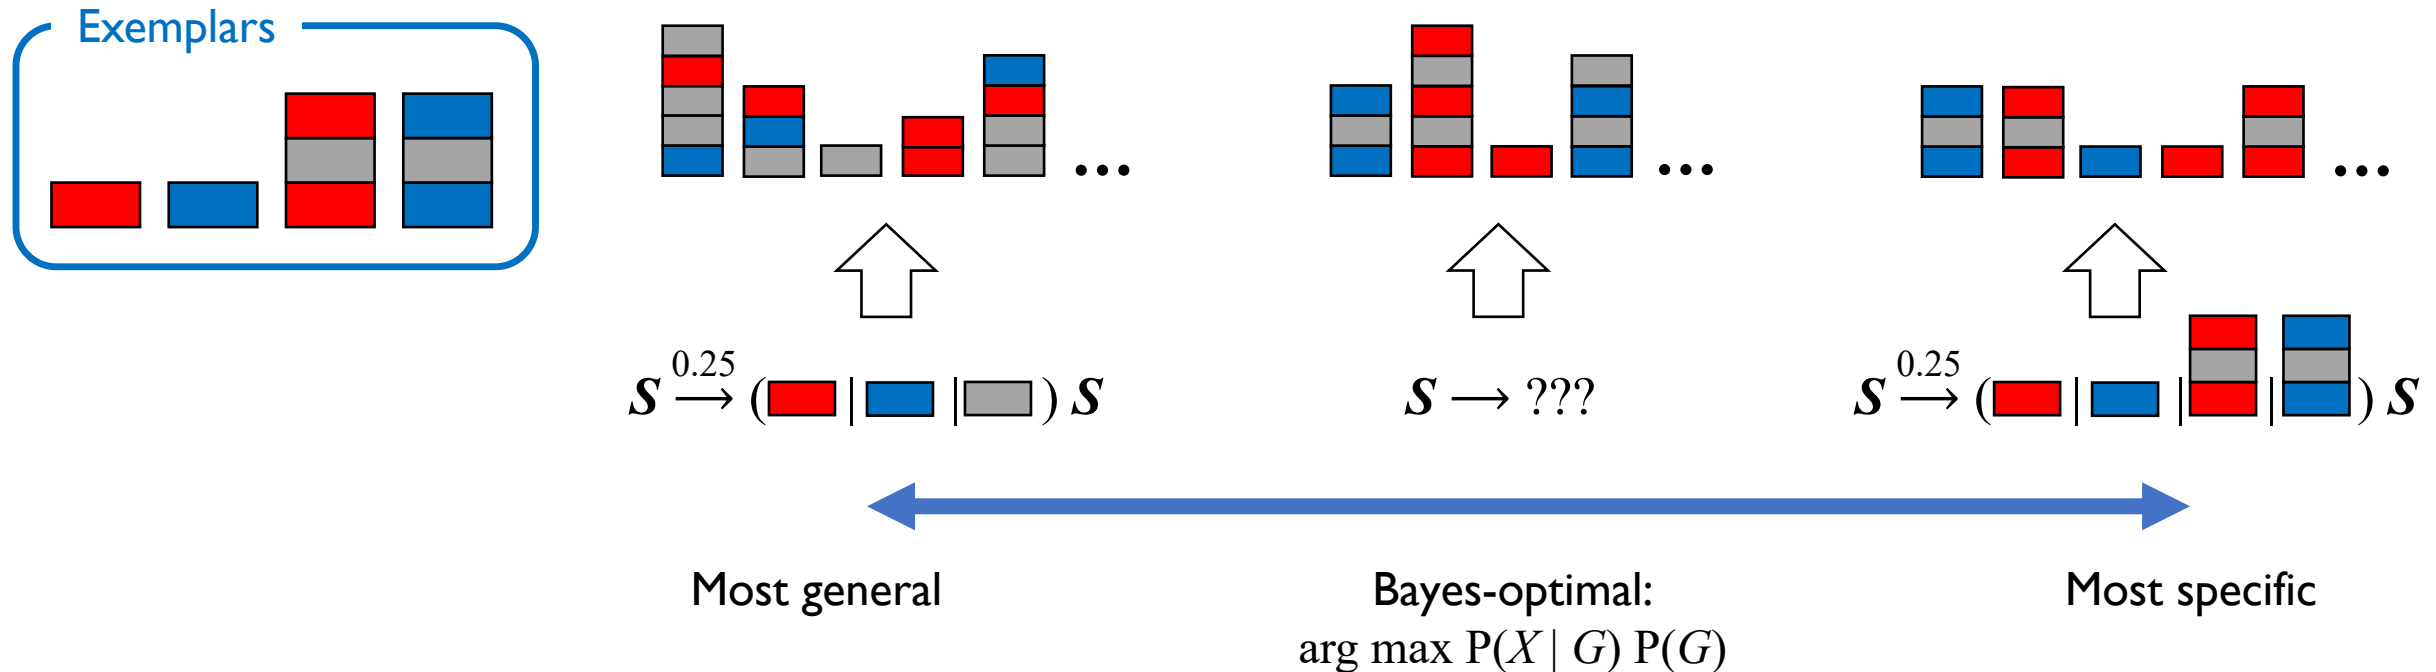 Exemplars
... ... ...
S 0.25 → ( | | ) S
S → ???
S 0.25 → ( | | | ) S
Most general
Bayes-optimal:
arg max P(X | G) P(G)
Most specific